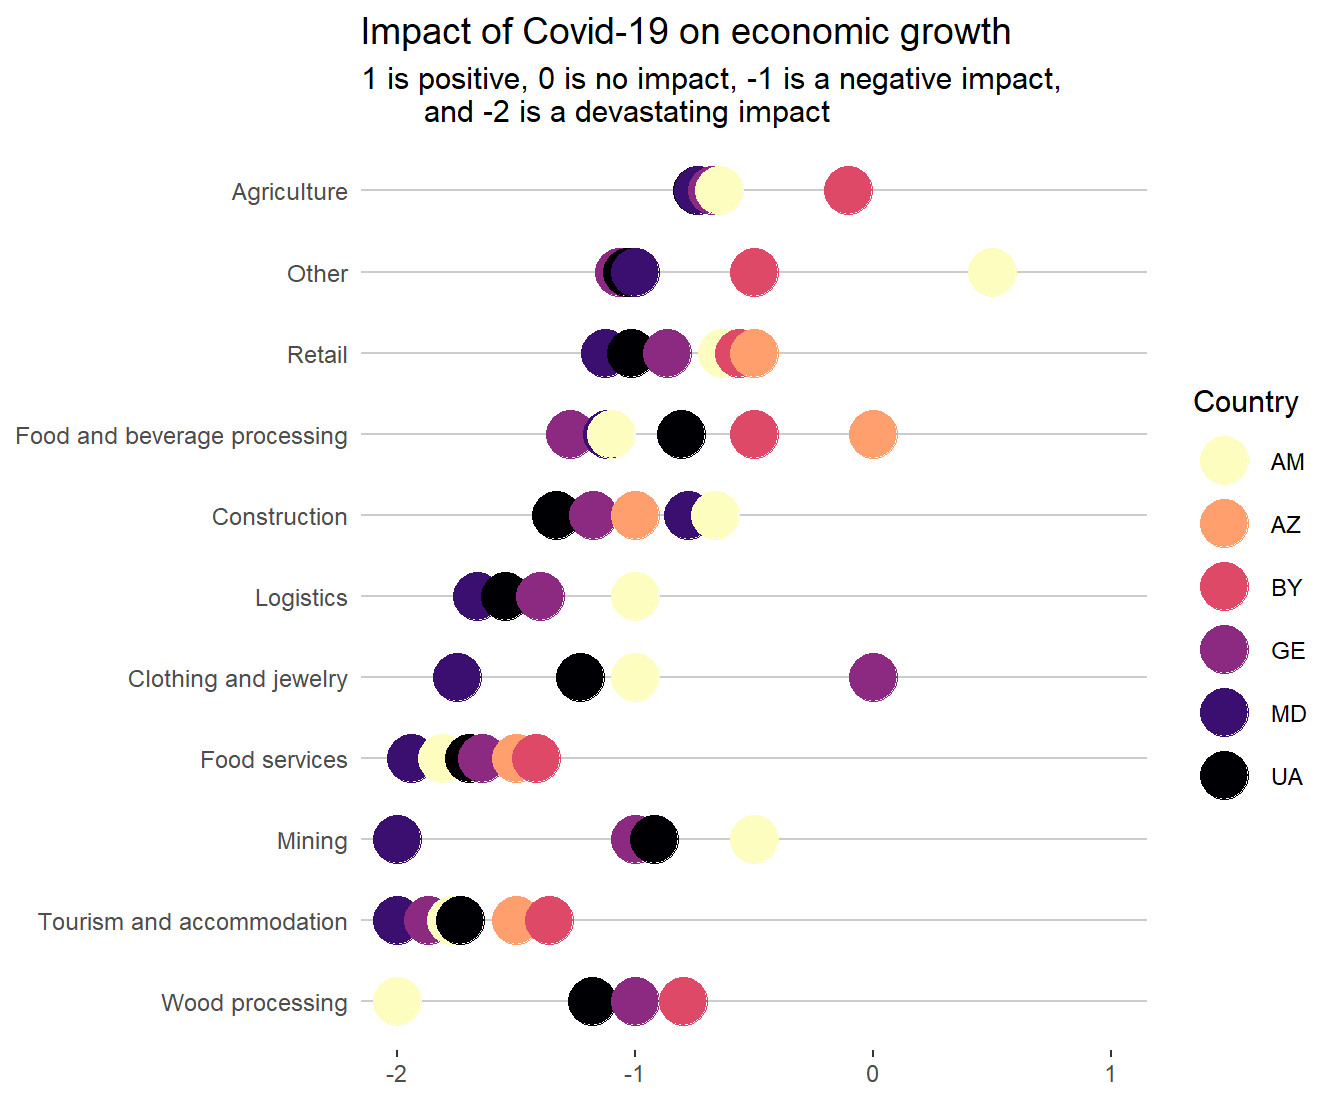 Impact of Covid-19 on economic growth
1 is positive, 0 is no impact, -1 is a negative impact,
and -2 is a devastating impact
Agriculture
Other
Retail
Food and beverage processing
Construction
Logistics
Clothing and jewelry
Food services
Mining
Tourism and accommodation
Wood processing
-2
-1
0
1
Country
AM
AZ
BY
GE
MD
UA